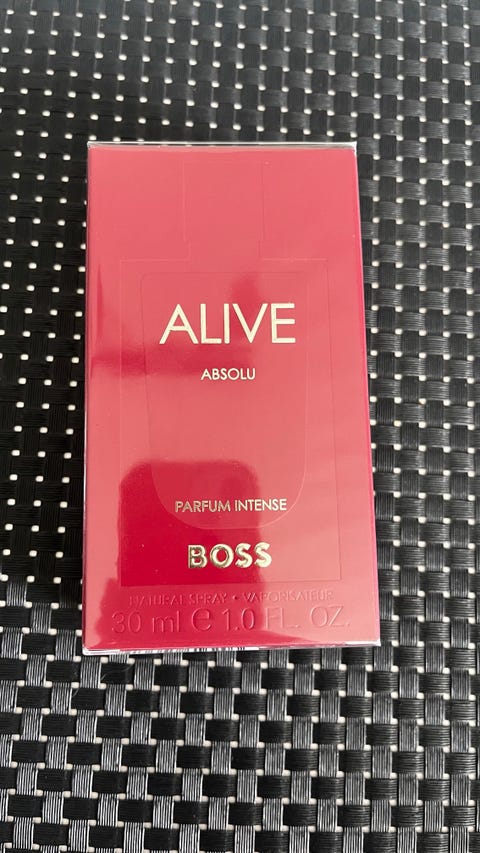 ALIVE
ABSOLU
PARFUM INTENSE
BOSS
NATURAL SPRAY • VAPORISATEUR
30 ml e 1.0 FL. OZ.